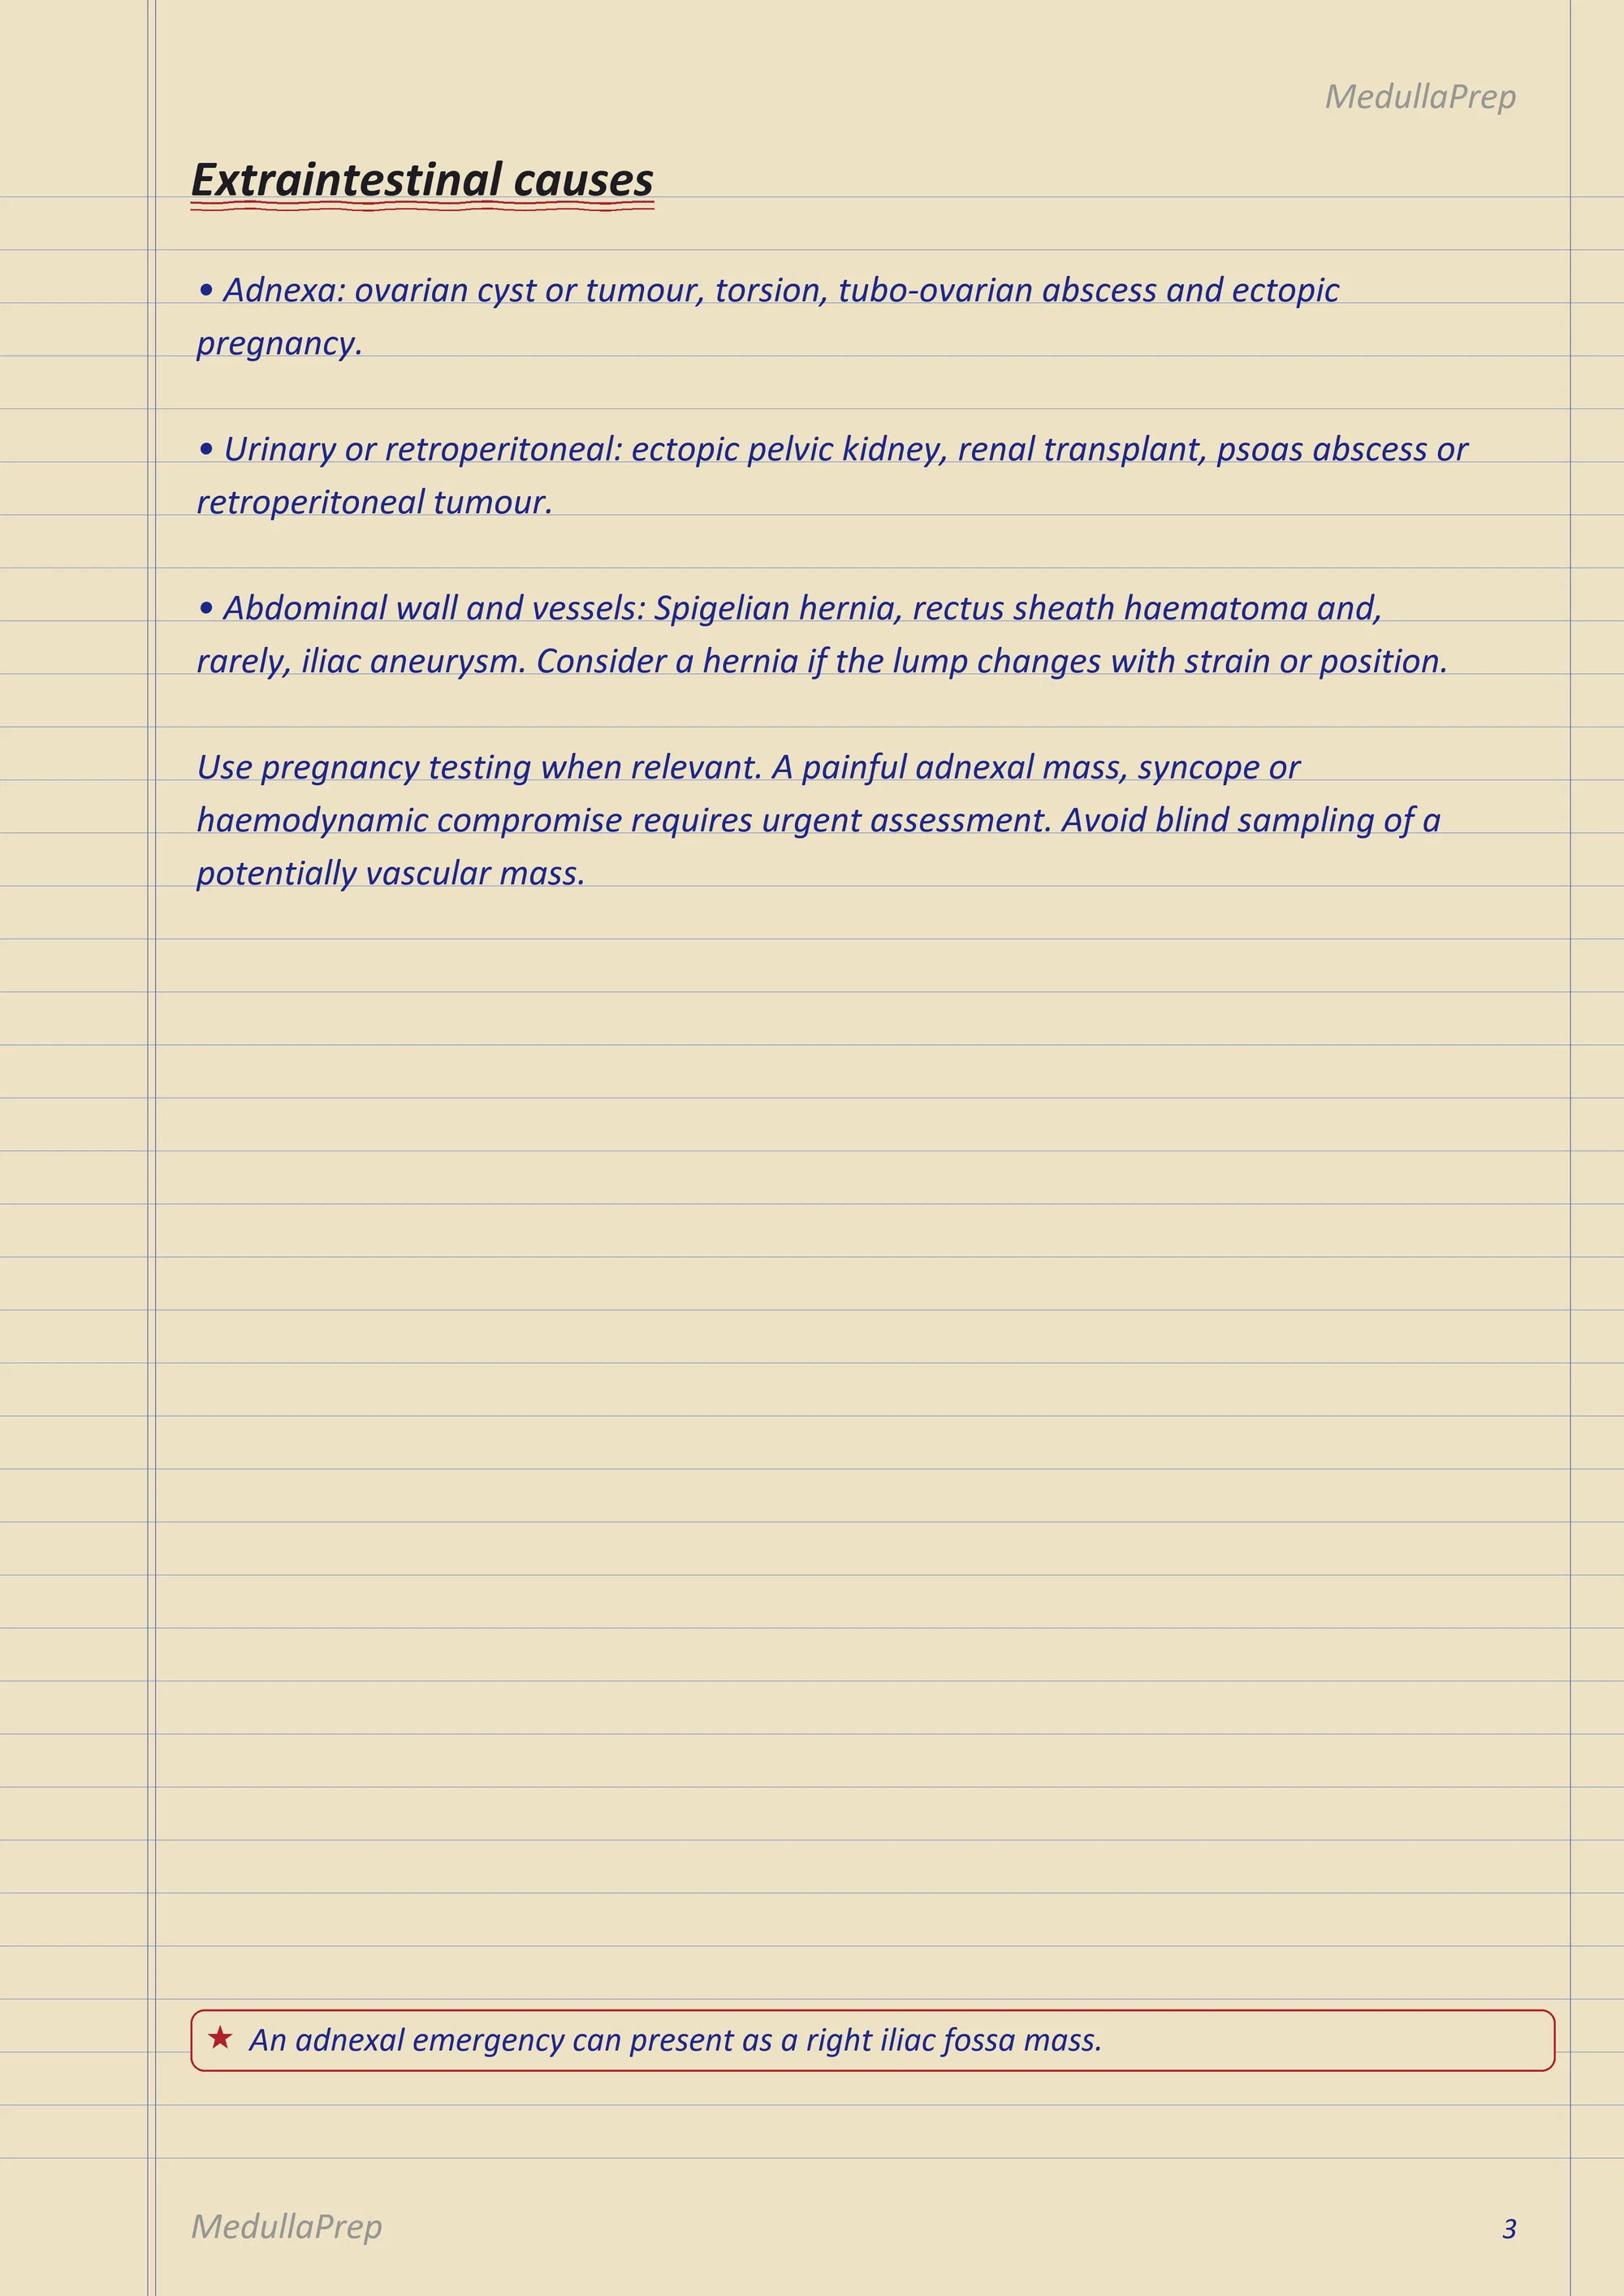 MedullaPrep
Extraintestinal causes
• Adnexa: ovarian cyst or tumour, torsion, tubo-ovarian abscess and ectopic
pregnancy.
• Urinary or retroperitoneal: ectopic pelvic kidney, renal transplant, psoas abscess or
retroperitoneal tumour.
• Abdominal wall and vessels: Spigelian hernia, rectus sheath haematoma and,
rarely, iliac aneurysm. Consider a hernia if the lump changes with strain or position.
Use pregnancy testing when relevant. A painful adnexal mass, syncope or
haemodynamic compromise requires urgent assessment. Avoid blind sampling of a
potentially vascular mass.
★ An adnexal emergency can present as a right iliac fossa mass.
MedullaPrep
3